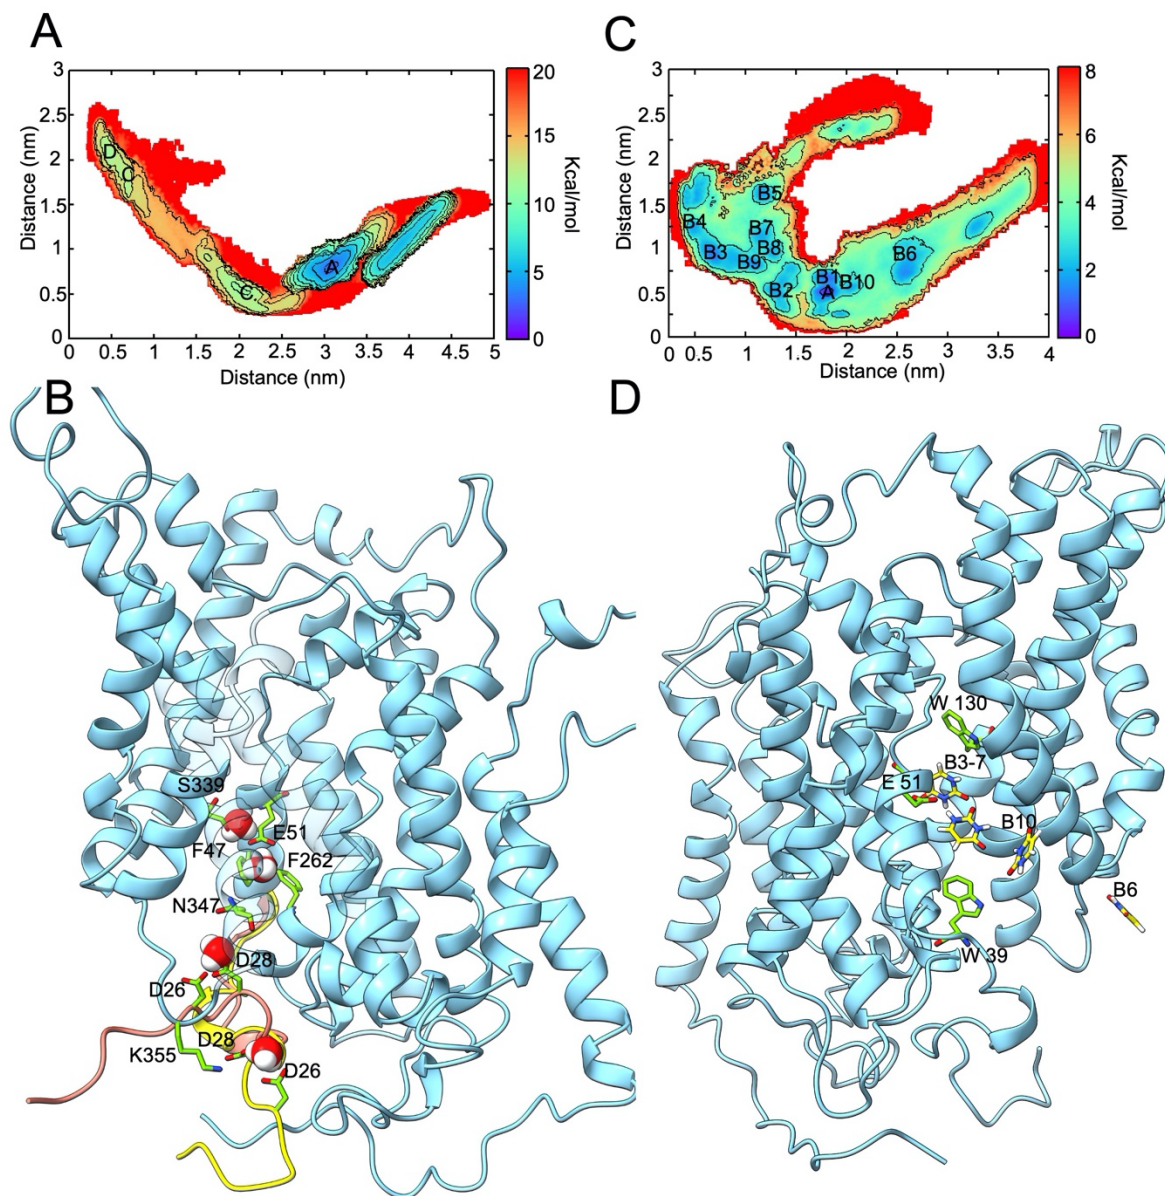 A
3
2.5
2
1.5
1
0.5
0
0 0.5 1 1.5 2 2.5 3 3.5 4 4.5 5
Distance (nm)
Distance (nm)
D
C
C
A
20
15
10
5
0
Kcal/mol
C
3
2.5
2
1.5
1
0.5
0
0 0.5 1 1.5 2 2.5 3 3.5 4
Distance (nm)
Distance (nm)
B5
B4
B7
B3
B8
B9
B6
B1
B2
A
B10
8
6
4
2
0
Kcal/mol
B
S339
E51
F47
F262
N347
D28
D26
D28
K355
D26
D
W 130
B3-7
E 51
B10
B6
W 39